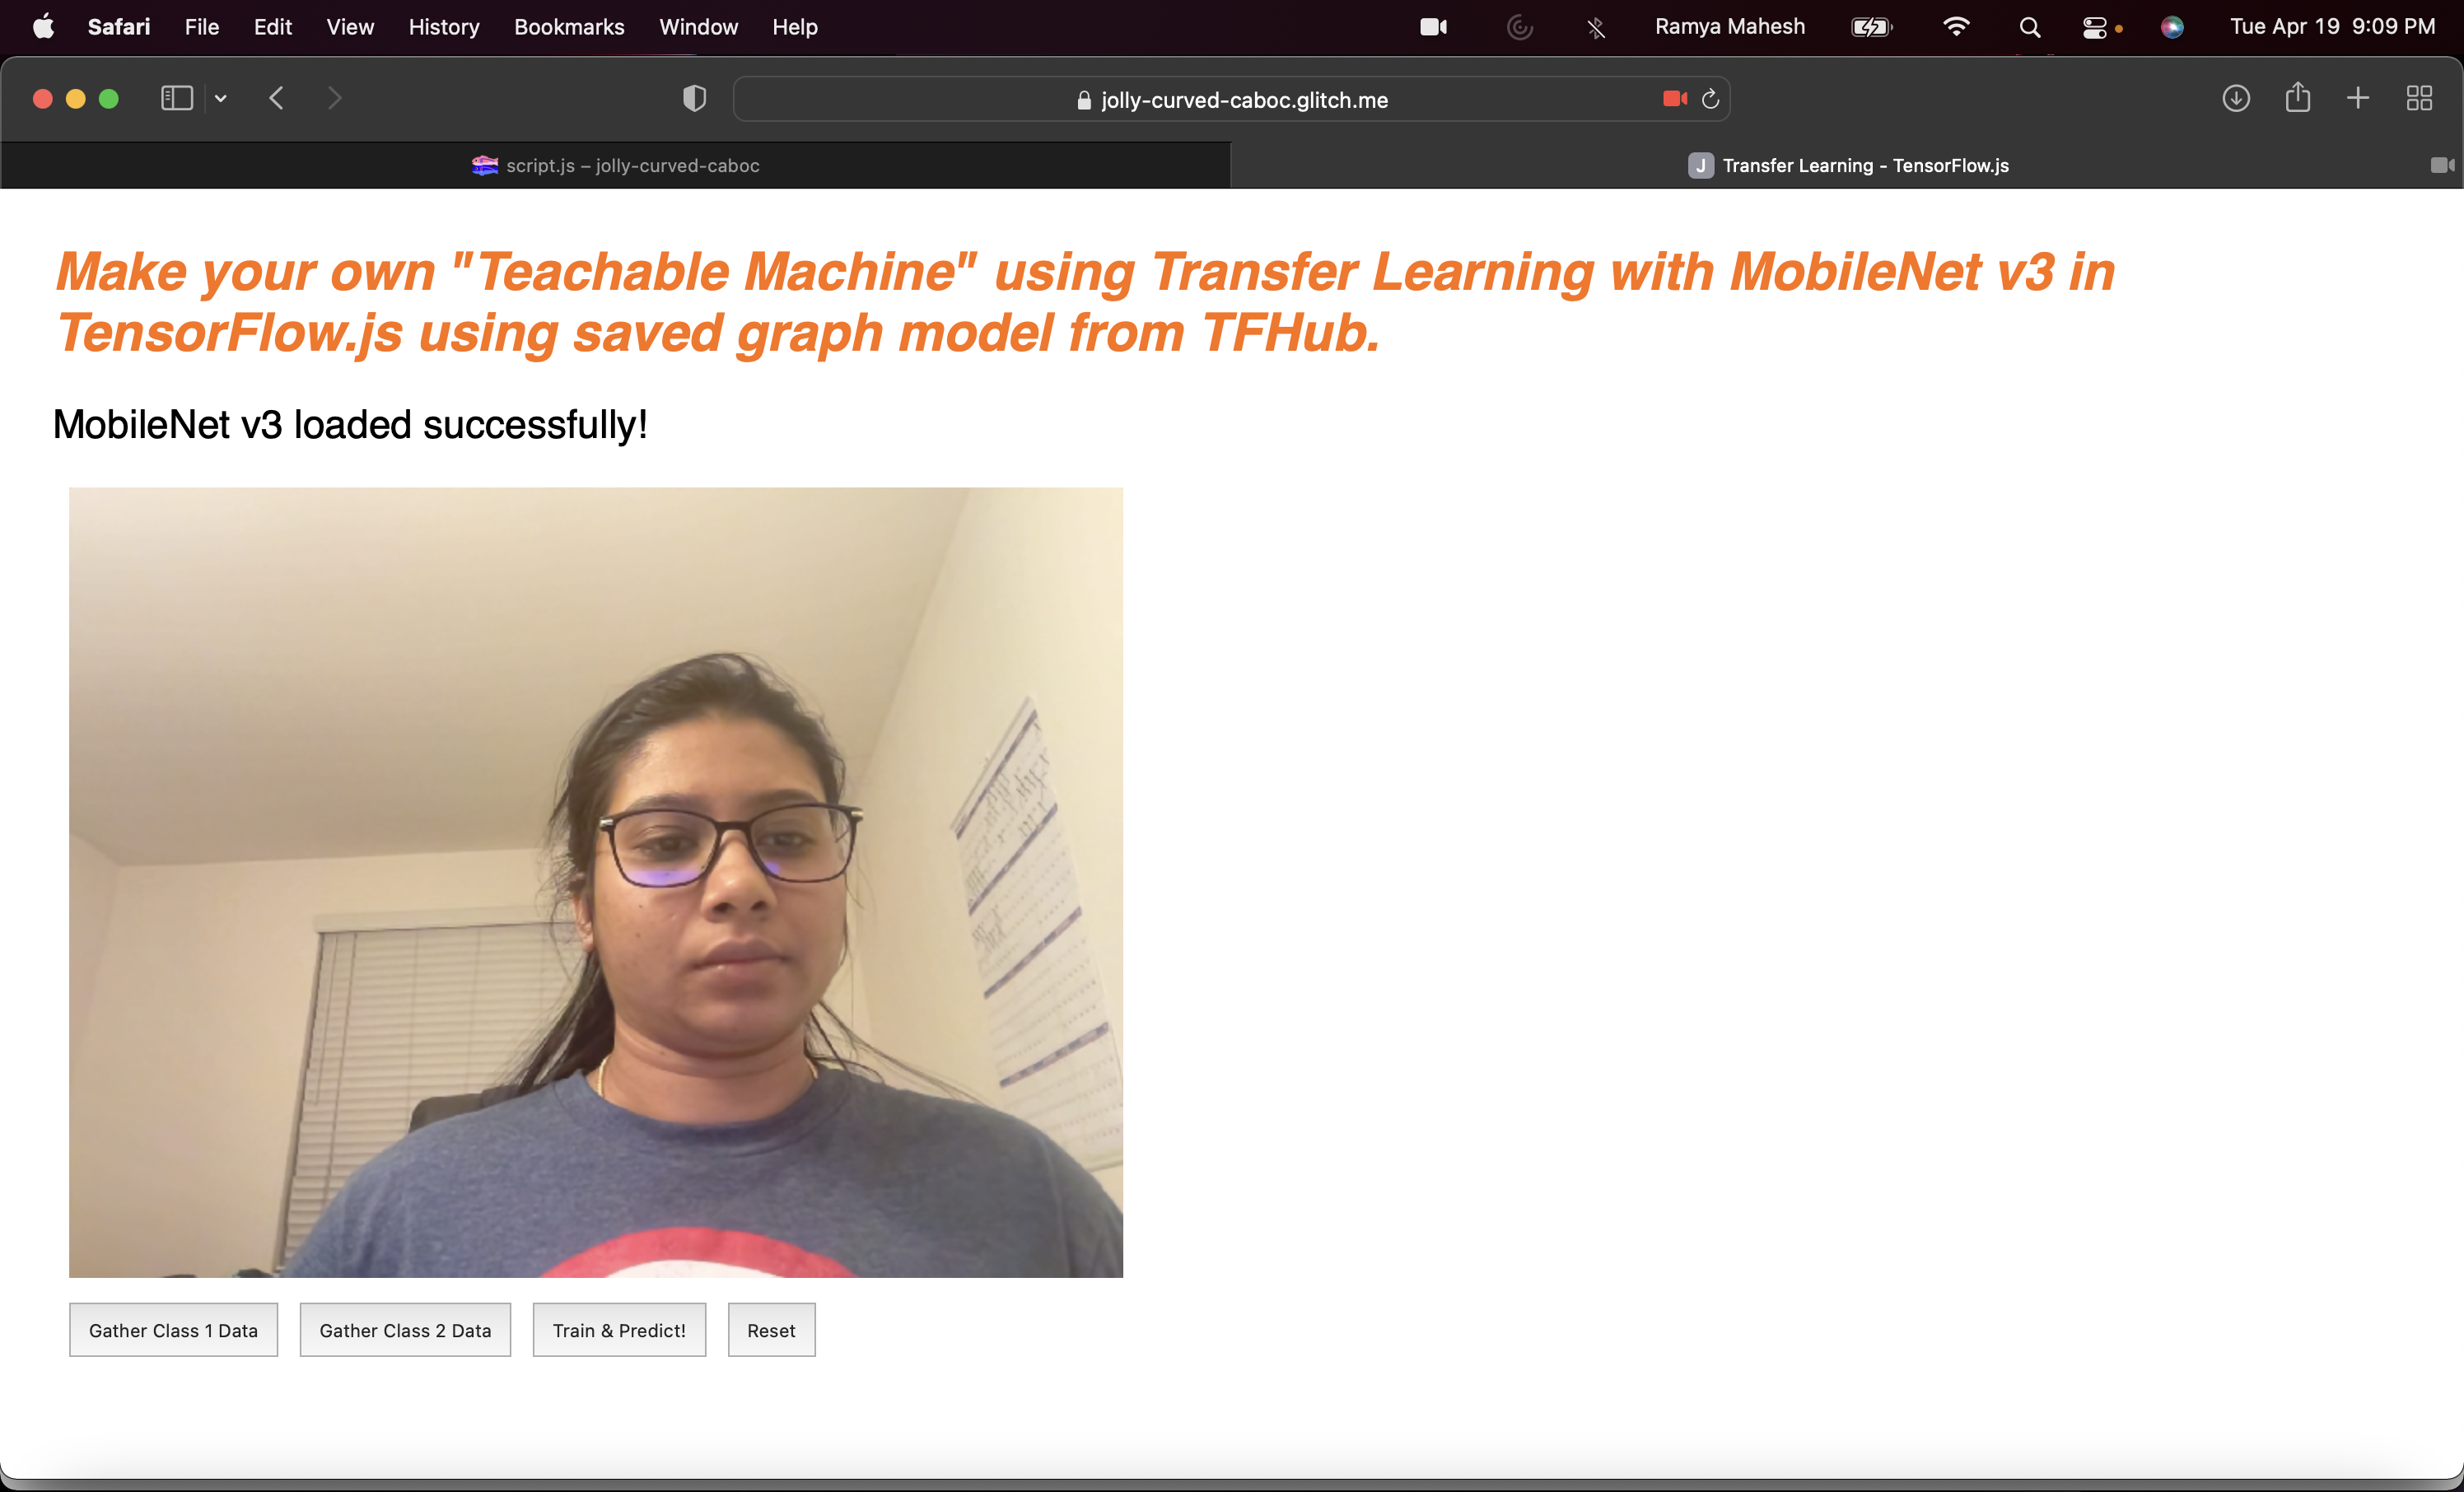 Safari File Edit View History Bookmarks Window Help Ramya Mahesh Tue Apr 19 9:09 PM
jolly-curved-caboc.glitch.me
script.js – jolly-curved-caboc J Transfer Learning - TensorFlow.js
Make your own "Teachable Machine" using Transfer Learning with MobileNet v3 in
TensorFlow.js using saved graph model from TFHub.
MobileNet v3 loaded successfully!
Gather Class 1 Data Gather Class 2 Data Train & Predict! Reset